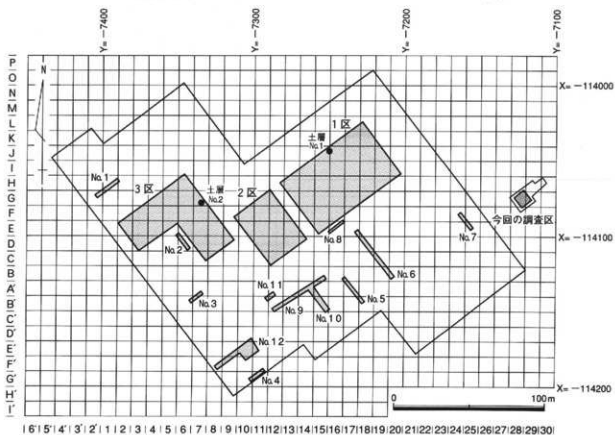 Y=-7400
Y=-7300
Y=-7200
Y=-7100
P
O
N
M
L
K
J
I
H
G
F
E
D
C
B
A
A'
B'
C'
D'
E'
F'
G'
H'
I'
N
X=-114000
X=-114100
X=-114200
1区
土層
No.1
3区
土層
No.2
2区
No.1
No.2
No.3
No.4
No.5
No.6
No.7
No.8
No.9
No.10
No.11
No.12
今回の調査区
0 100m
6' 5' 4' 3' 2' 1 2 3 4 5 6 7 8 9 10 11 12 13 14 15 16 17 18 19 20 21 22 23 24 25 26 27 28 29 30